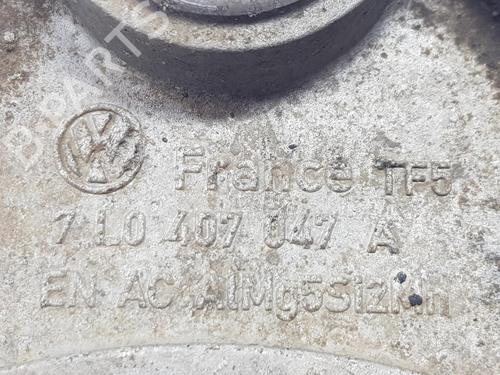 B-PARTS
VW France TF5
7L0 407 047 A
EN AC-AlMg5Si2Mn